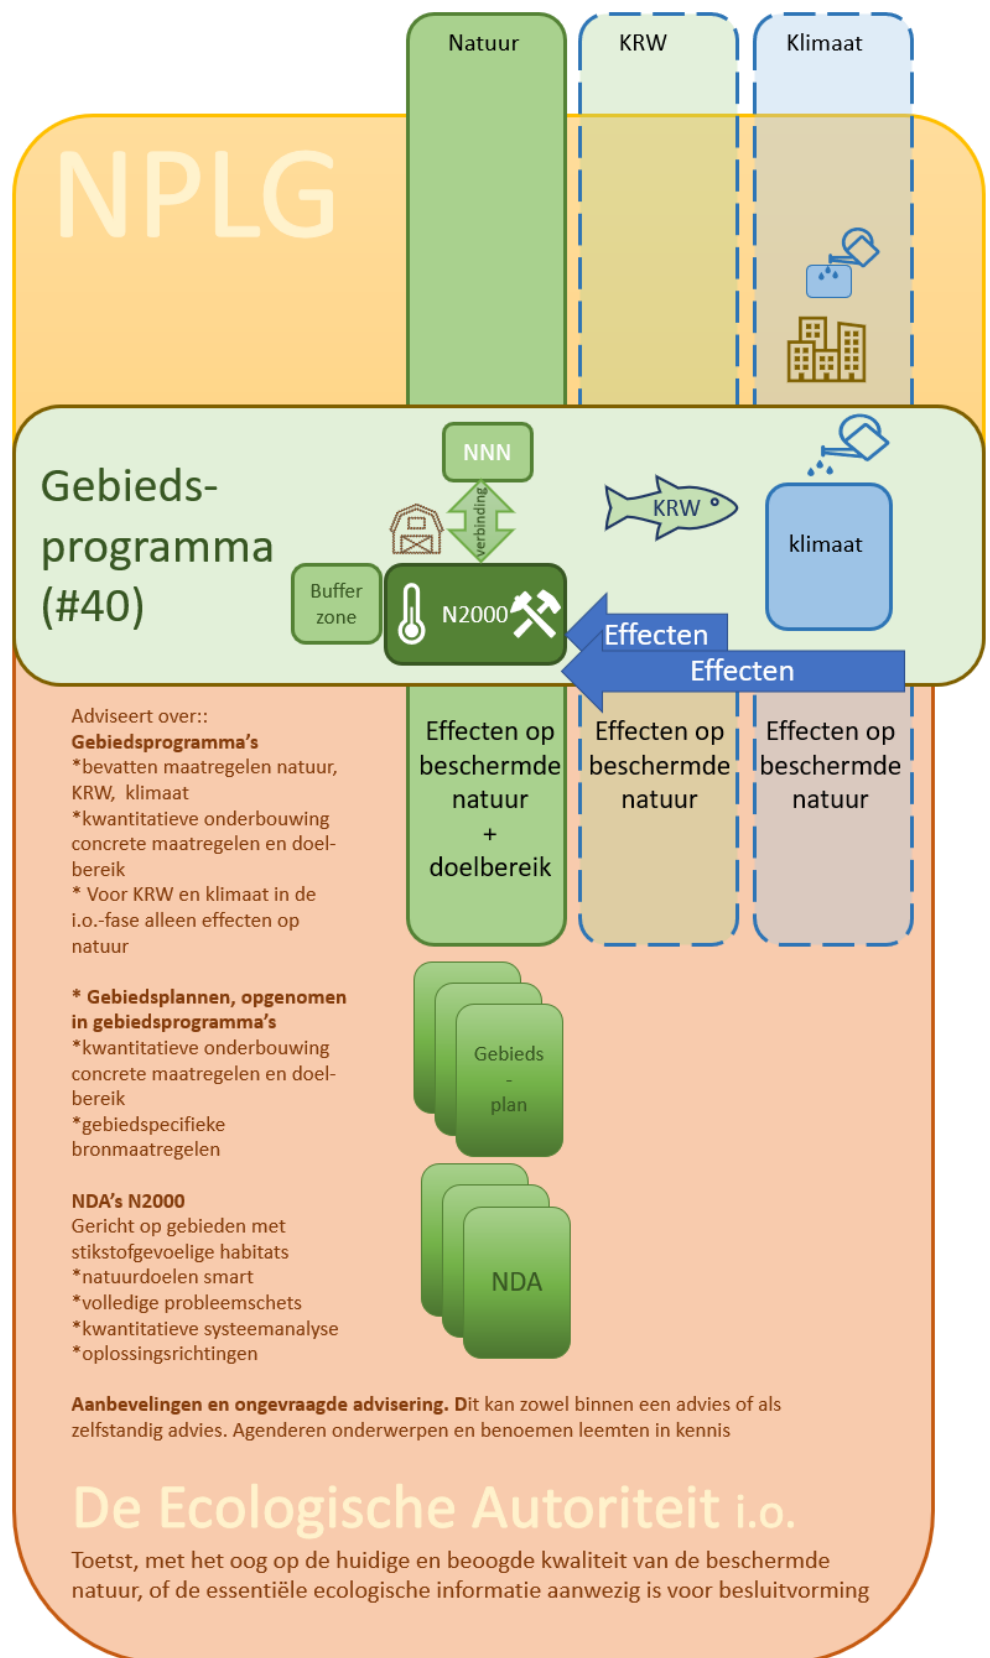 Natuur
KRW
Klimaat
NPLG
Gebieds-
programma
(#40)
NNN
verbinding
Buffer
zone
N2000
KRW
klimaat
Effecten
Effecten
Effecten op
beschermde
natuur
+
doelbereik
Effecten op
beschermde
natuur
Effecten op
beschermde
natuur
Adviseert over::
Gebiedsprogramma's
*bevatten maatregelen natuur,
KRW, klimaat
*kwantitatieve onderbouwing
concrete maatregelen en doel-
bereik
* Voor KRW en klimaat in de
i.o.-fase alleen effecten op
natuur
* Gebiedsplannen, opgenomen
in gebiedsprogramma's
*kwantitatieve onderbouwing
concrete maatregelen en doel-
bereik
*gebiedspecifieke
bronmaatregelen
Gebieds
-
plan
NDA's N2000
Gericht op gebieden met
stikstofgevoelige habitats
*natuurdoelen smart
*volledige probleemschets
*kwantitatieve systeemanalyse
*oplossingsrichtingen
NDA
Aanbevelingen en ongevraagde advisering. Dit kan zowel binnen een advies of als
zelfstandig advies. Agenderen onderwerpen en benoemen leemten in kennis
De Ecologische Autoriteit i.o.
Toetst, met het oog op de huidige en beoogde kwaliteit van de beschermde
natuur, of de essentiële ecologische informatie aanwezig is voor besluitvorming